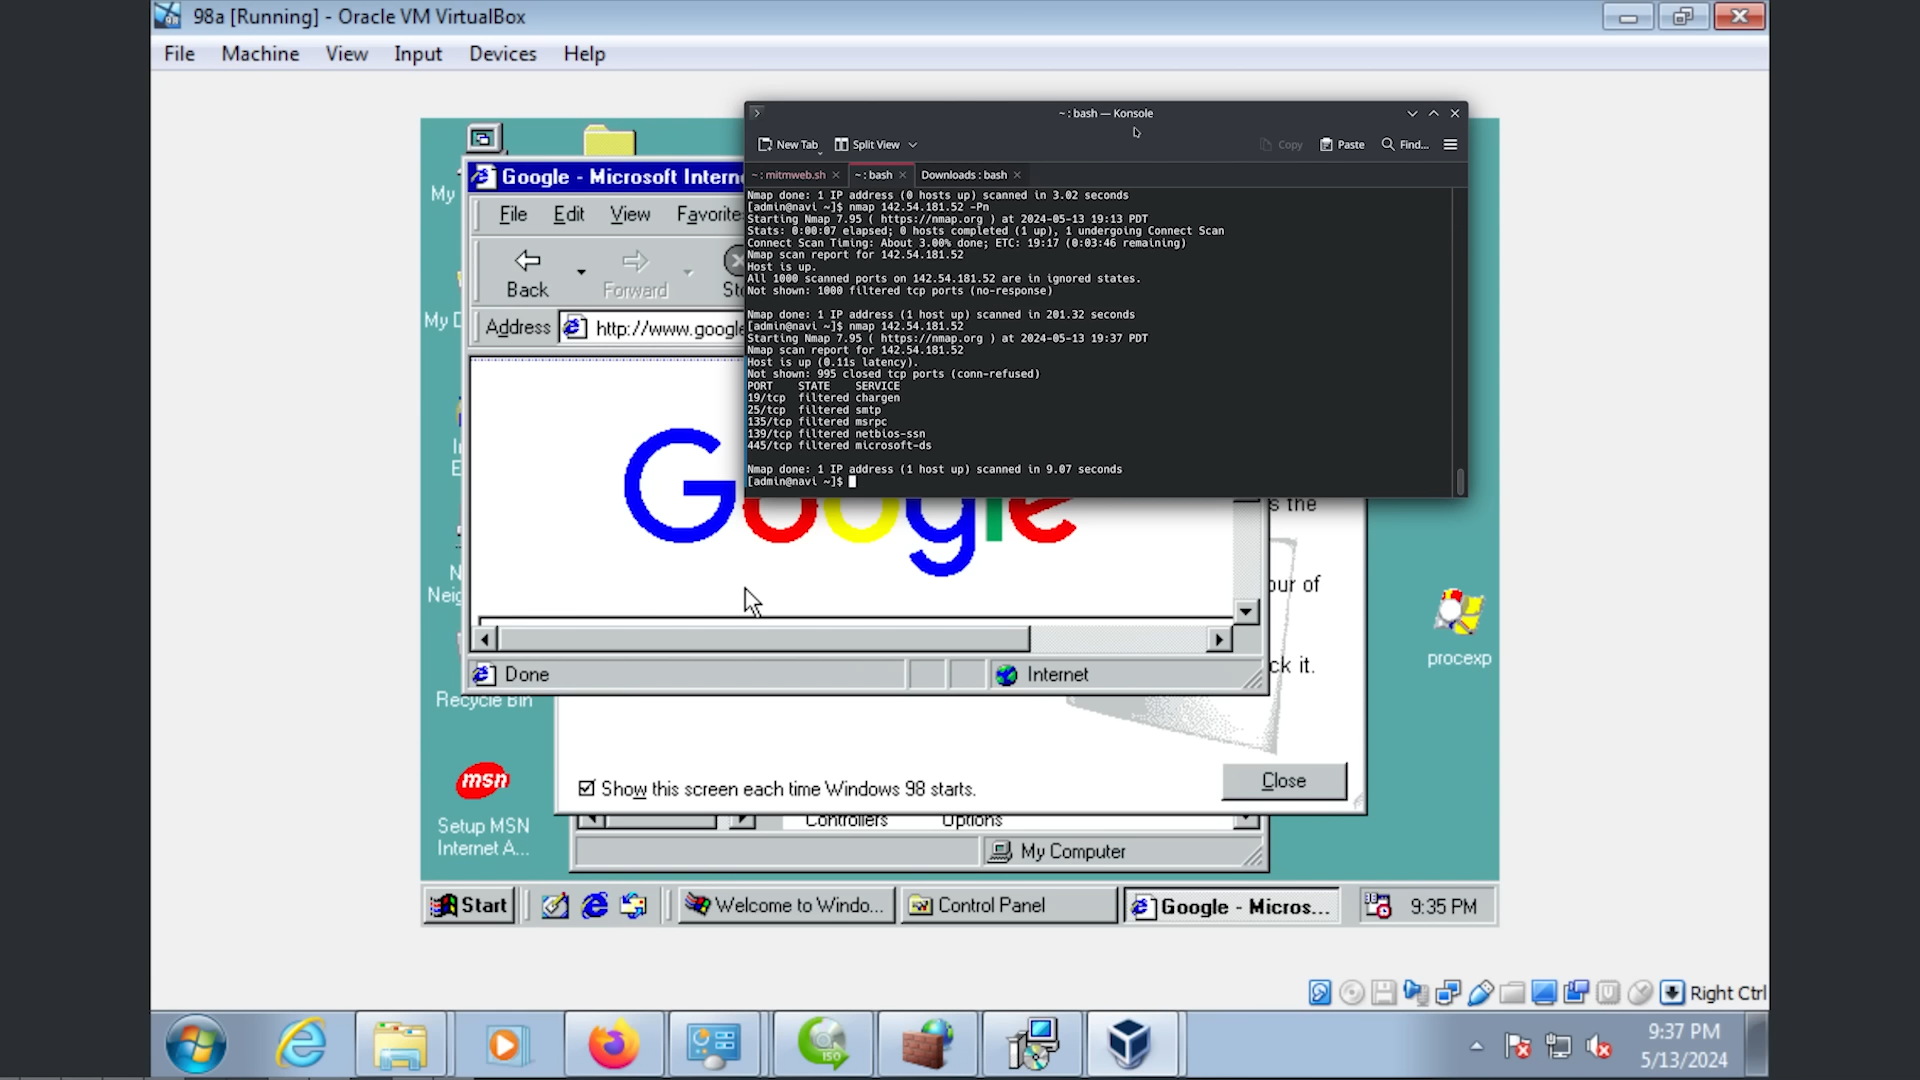 98a [Running] - Oracle VM VirtualBox
File Machine View Input Devices Help
~ : bash — Konsole
New Tab Split View Copy Paste Find...
~ : mitmweb.sh ~ : bash Downloads : bash
Nmap done: 1 IP address (0 hosts up) scanned in 3.02 seconds
[admin@navi ~]$ nmap 142.54.181.52 -Pn
Starting Nmap 7.95 ( https://nmap.org ) at 2024-05-13 19:13 PDT
Stats: 0:00:07 elapsed; 0 hosts completed (1 up), 1 undergoing Connect Scan
Connect Scan Timing: About 3.00% done; ETC: 19:17 (0:03:46 remaining)
Nmap scan report for 142.54.181.52
Host is up.
All 1000 scanned ports on 142.54.181.52 are in ignored states.
Not shown: 1000 filtered tcp ports (no-response)
Nmap done: 1 IP address (1 host up) scanned in 201.32 seconds
[admin@navi ~]$ nmap 142.54.181.52
Starting Nmap 7.95 ( https://nmap.org ) at 2024-05-13 19:37 PDT
Nmap scan report for 142.54.181.52
Host is up (0.11s latency).
Not shown: 995 closed tcp ports (conn-refused)
PORT STATE SERVICE
19/tcp filtered chargen
25/tcp filtered smtp
135/tcp filtered msrpc
139/tcp filtered netbios-ssn
445/tcp filtered microsoft-ds
Nmap done: 1 IP address (1 host up) scanned in 9.07 seconds
[admin@navi ~]$
Google - Microsoft Interne
File Edit View Favorite
Back Forward Sto
Address http://www.google
Google
Done Internet
My
My D
In
E
N
Neig
Recycle Bin
msn
Setup MSN
Internet A...
s the
our of
ck it.
procexp
Show this screen each time Windows 98 starts.
Close
Controllers Options
My Computer
Start Welcome to Windo... Control Panel Google - Micros... 9:35 PM
Right Ctrl
ISO
9:37 PM
5/13/2024